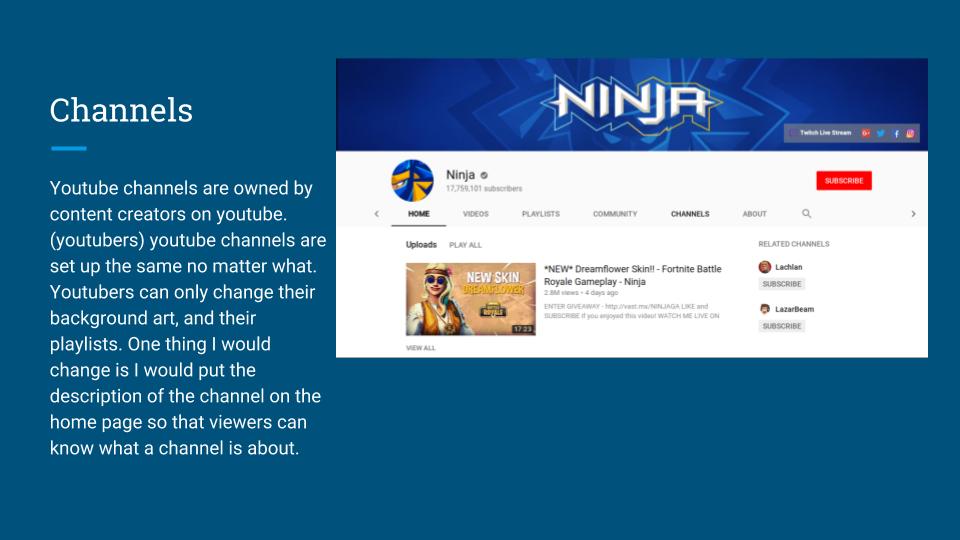 Channels
Youtube channels are owned by
content creators on youtube.
(youtubers) youtube channels are
set up the same no matter what.
Youtubers can only change their
background art, and their
playlists. One thing I would
change is I would put the
description of the channel on the
home page so that viewers can
know what a channel is about.
NINJA
Twitch Live Stream
Ninja
17,759,101 subscribers
SUBSCRIBE
HOME VIDEOS PLAYLISTS COMMUNITY CHANNELS ABOUT
Uploads PLAY ALL
NEW SKIN
DREAMFLOWER
ROYALE
17:23
*NEW* Dreamflower Skin!! - Fortnite Battle
Royale Gameplay - Ninja
2.8M views • 4 days ago
ENTER GIVEAWAY - http://vast.mx/NINJAGA LIKE and
SUBSCRIBE if you enjoyed this video! WATCH ME LIVE ON
VIEW ALL
RELATED CHANNELS
Lachlan
SUBSCRIBE
LazarBeam
SUBSCRIBE